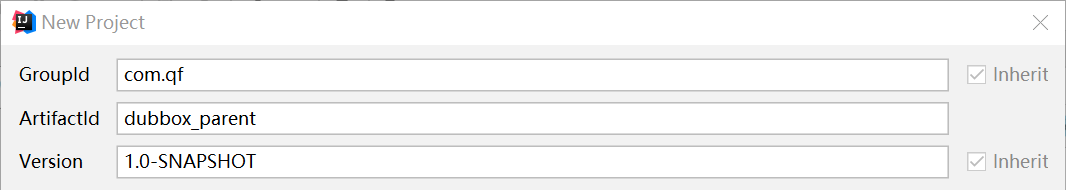 New Project
GroupId com.qf Inherit
ArtifactId dubbox_parent
Version 1.0-SNAPSHOT Inherit